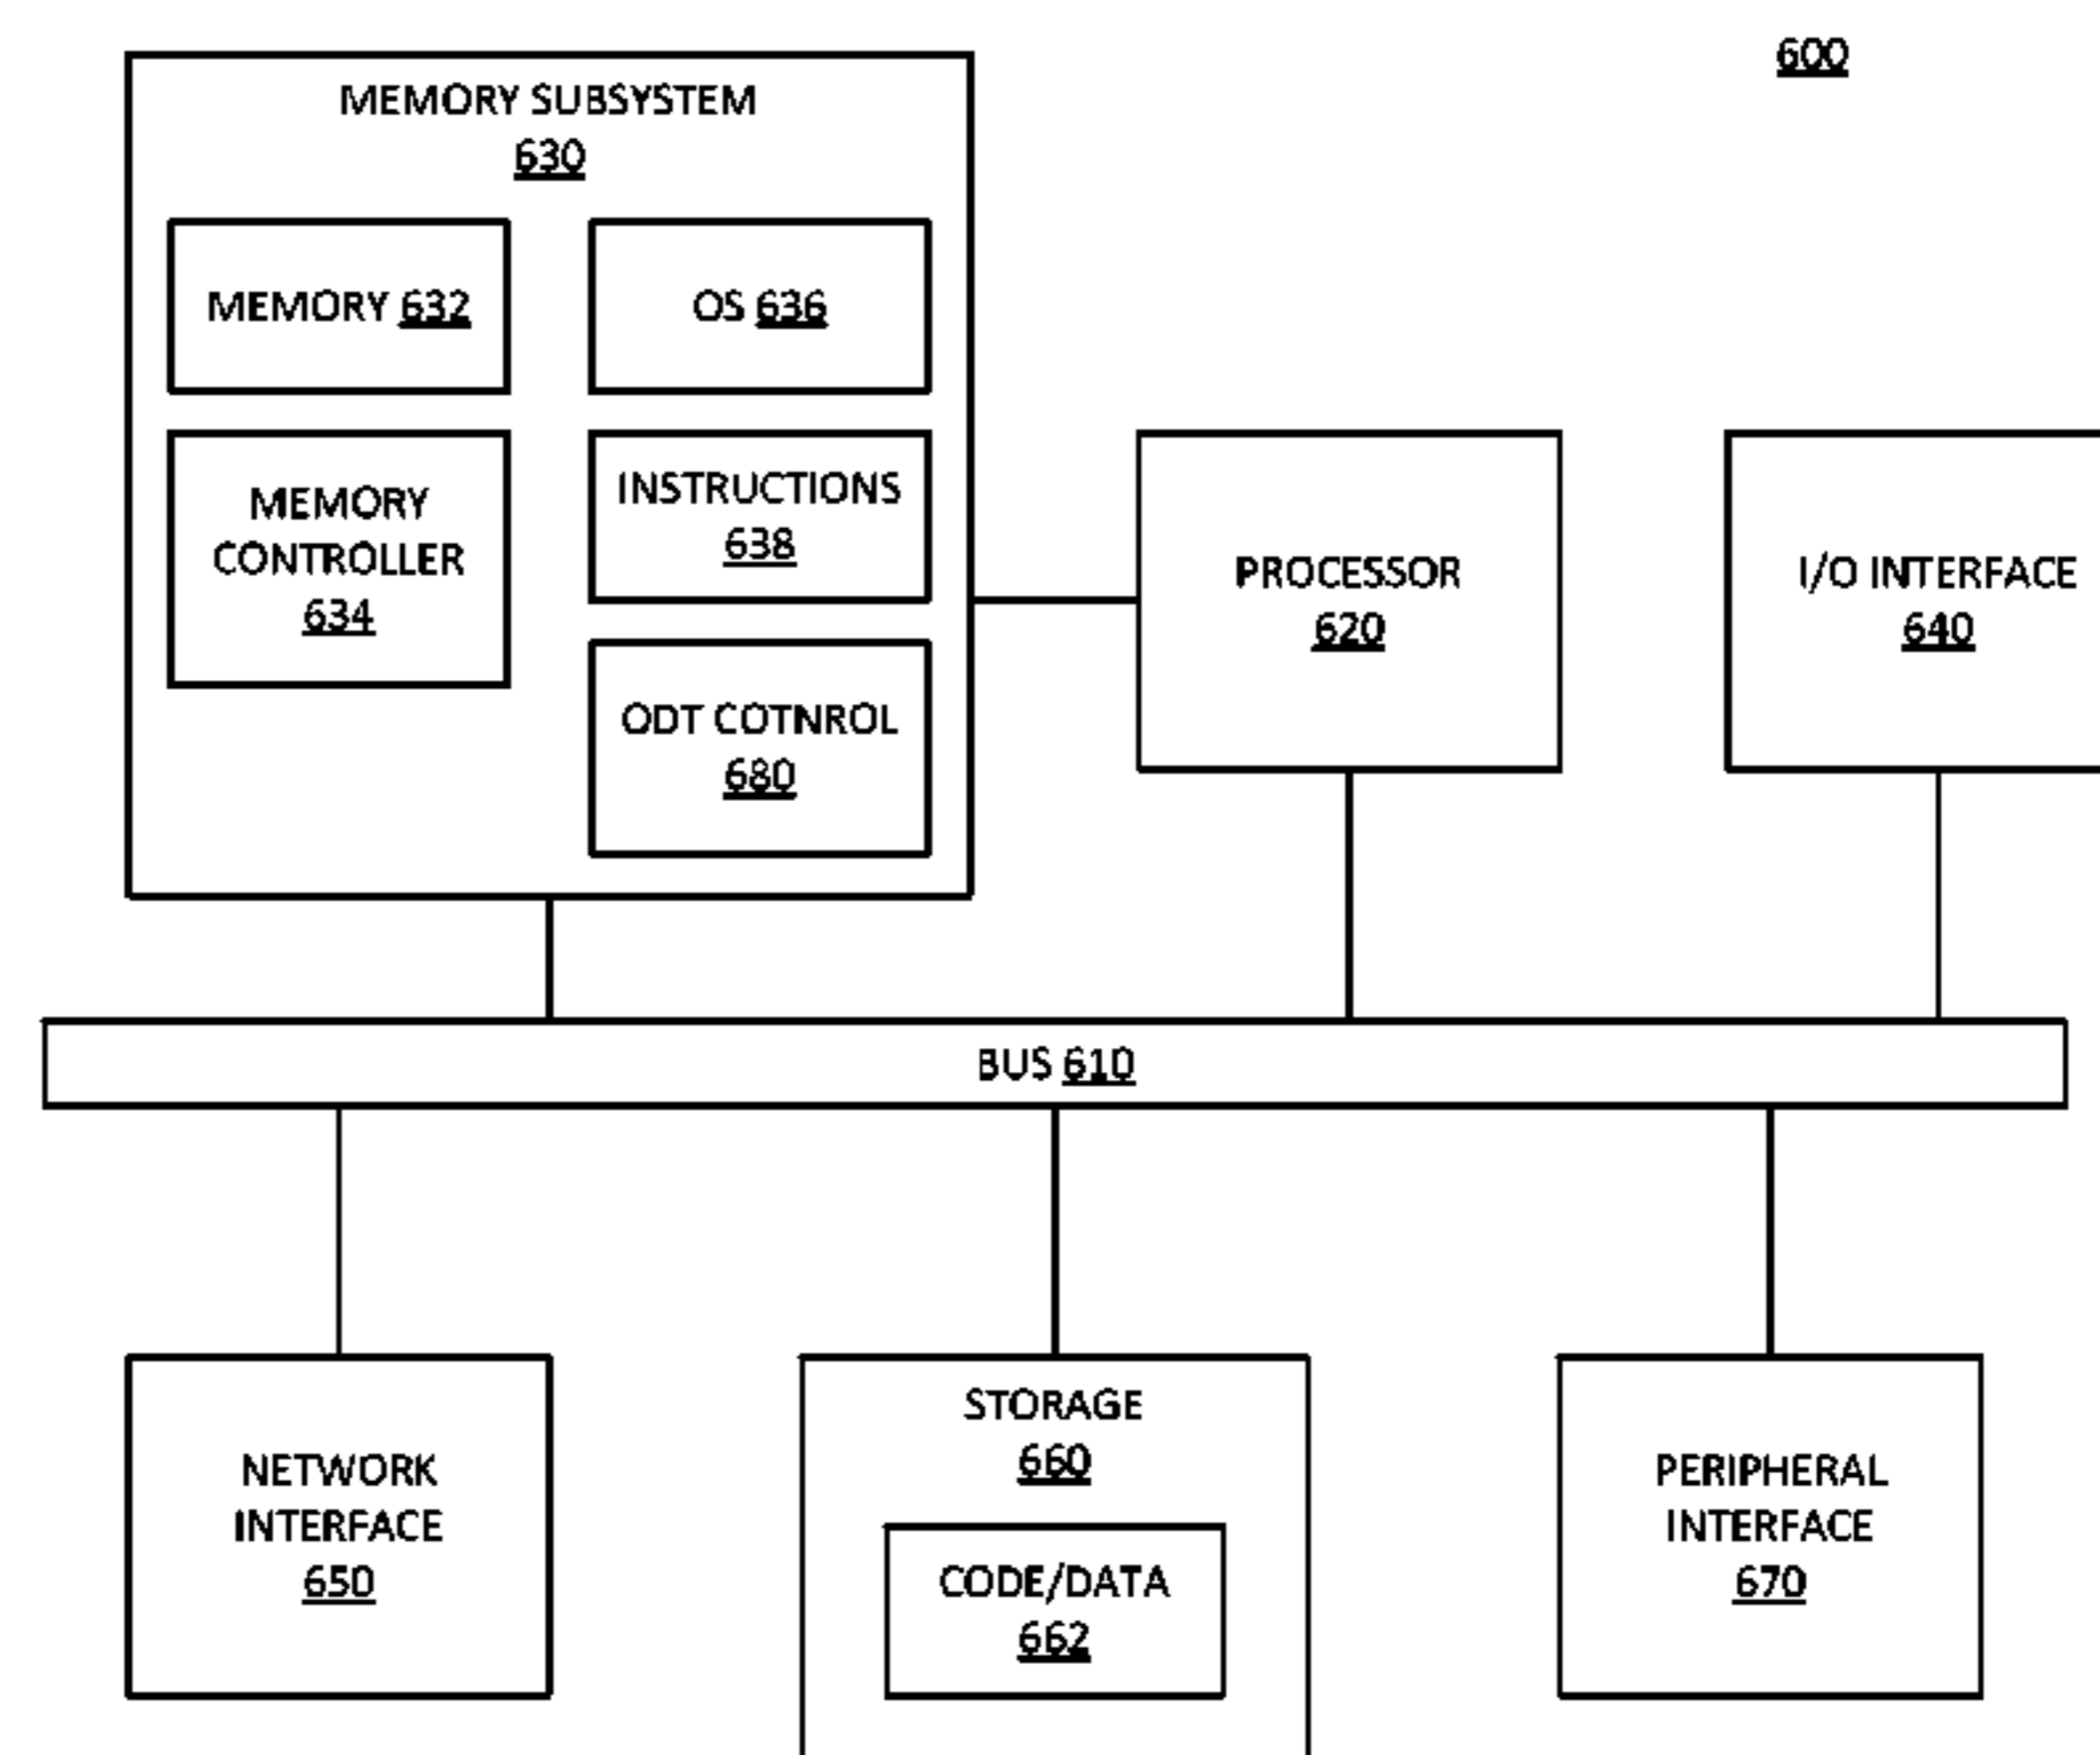 600
MEMORY SUBSYSTEM
630
MEMORY 632
OS 636
MEMORY
CONTROLLER
634
INSTRUCTIONS
638
ODT COTNROL
680
PROCESSOR
620
I/O INTERFACE
640
BUS 610
NETWORK
INTERFACE
650
STORAGE
660
CODE/DATA
662
PERIPHERAL
INTERFACE
670